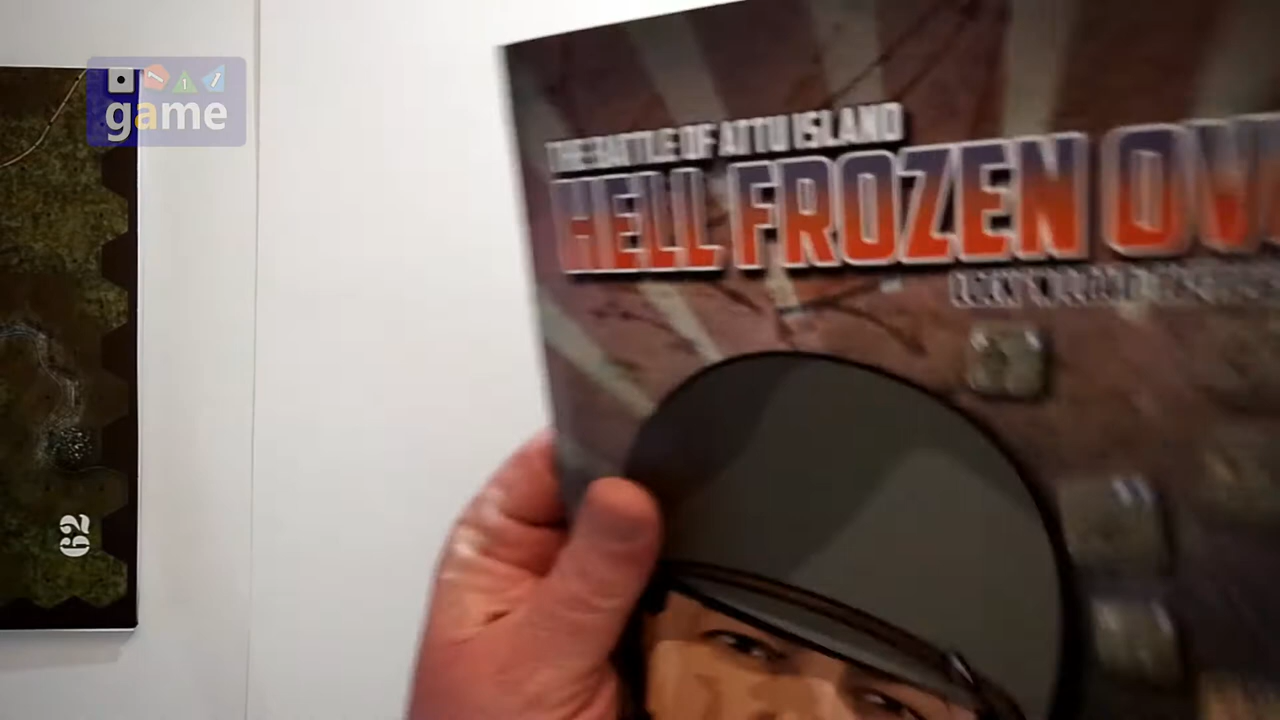 game
THE BATTLE OF ATTU ISLAND
HELL FROZEN OV
62